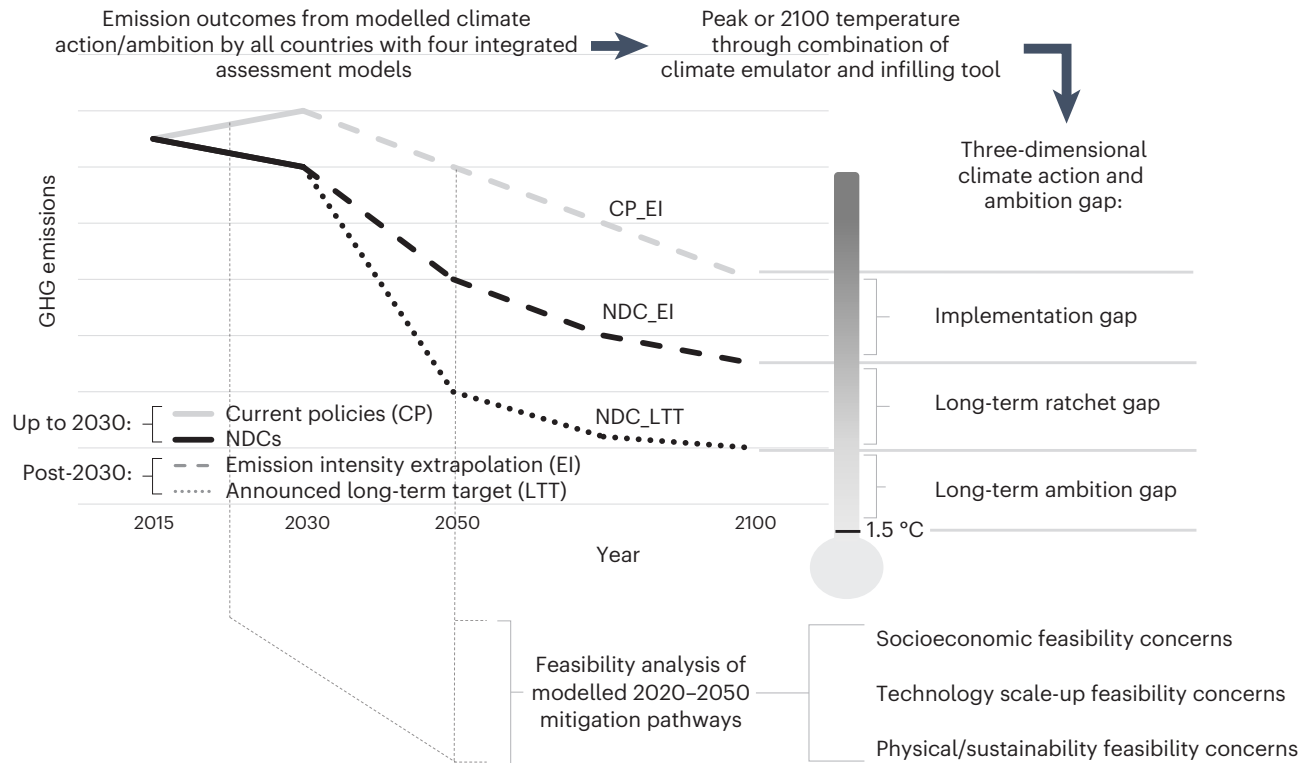 Emission outcomes from modelled climate
action/ambition by all countries with four integrated
assessment models
Peak or 2100 temperature
through combination of
climate emulator and infilling tool
Three-dimensional
climate action and
ambition gap:
GHG emissions
CP_EI
NDC_EI
NDC_LTT
Implementation gap
Long-term ratchet gap
Long-term ambition gap
1.5 °C
Up to 2030:
Current policies (CP)
NDCs
Post-2030:
Emission intensity extrapolation (EI)
Announced long-term target (LTT)
2015
2030
2050
2100
Year
Feasibility analysis of
modelled 2020–2050
mitigation pathways
Socioeconomic feasibility concerns
Technology scale-up feasibility concerns
Physical/sustainability feasibility concerns